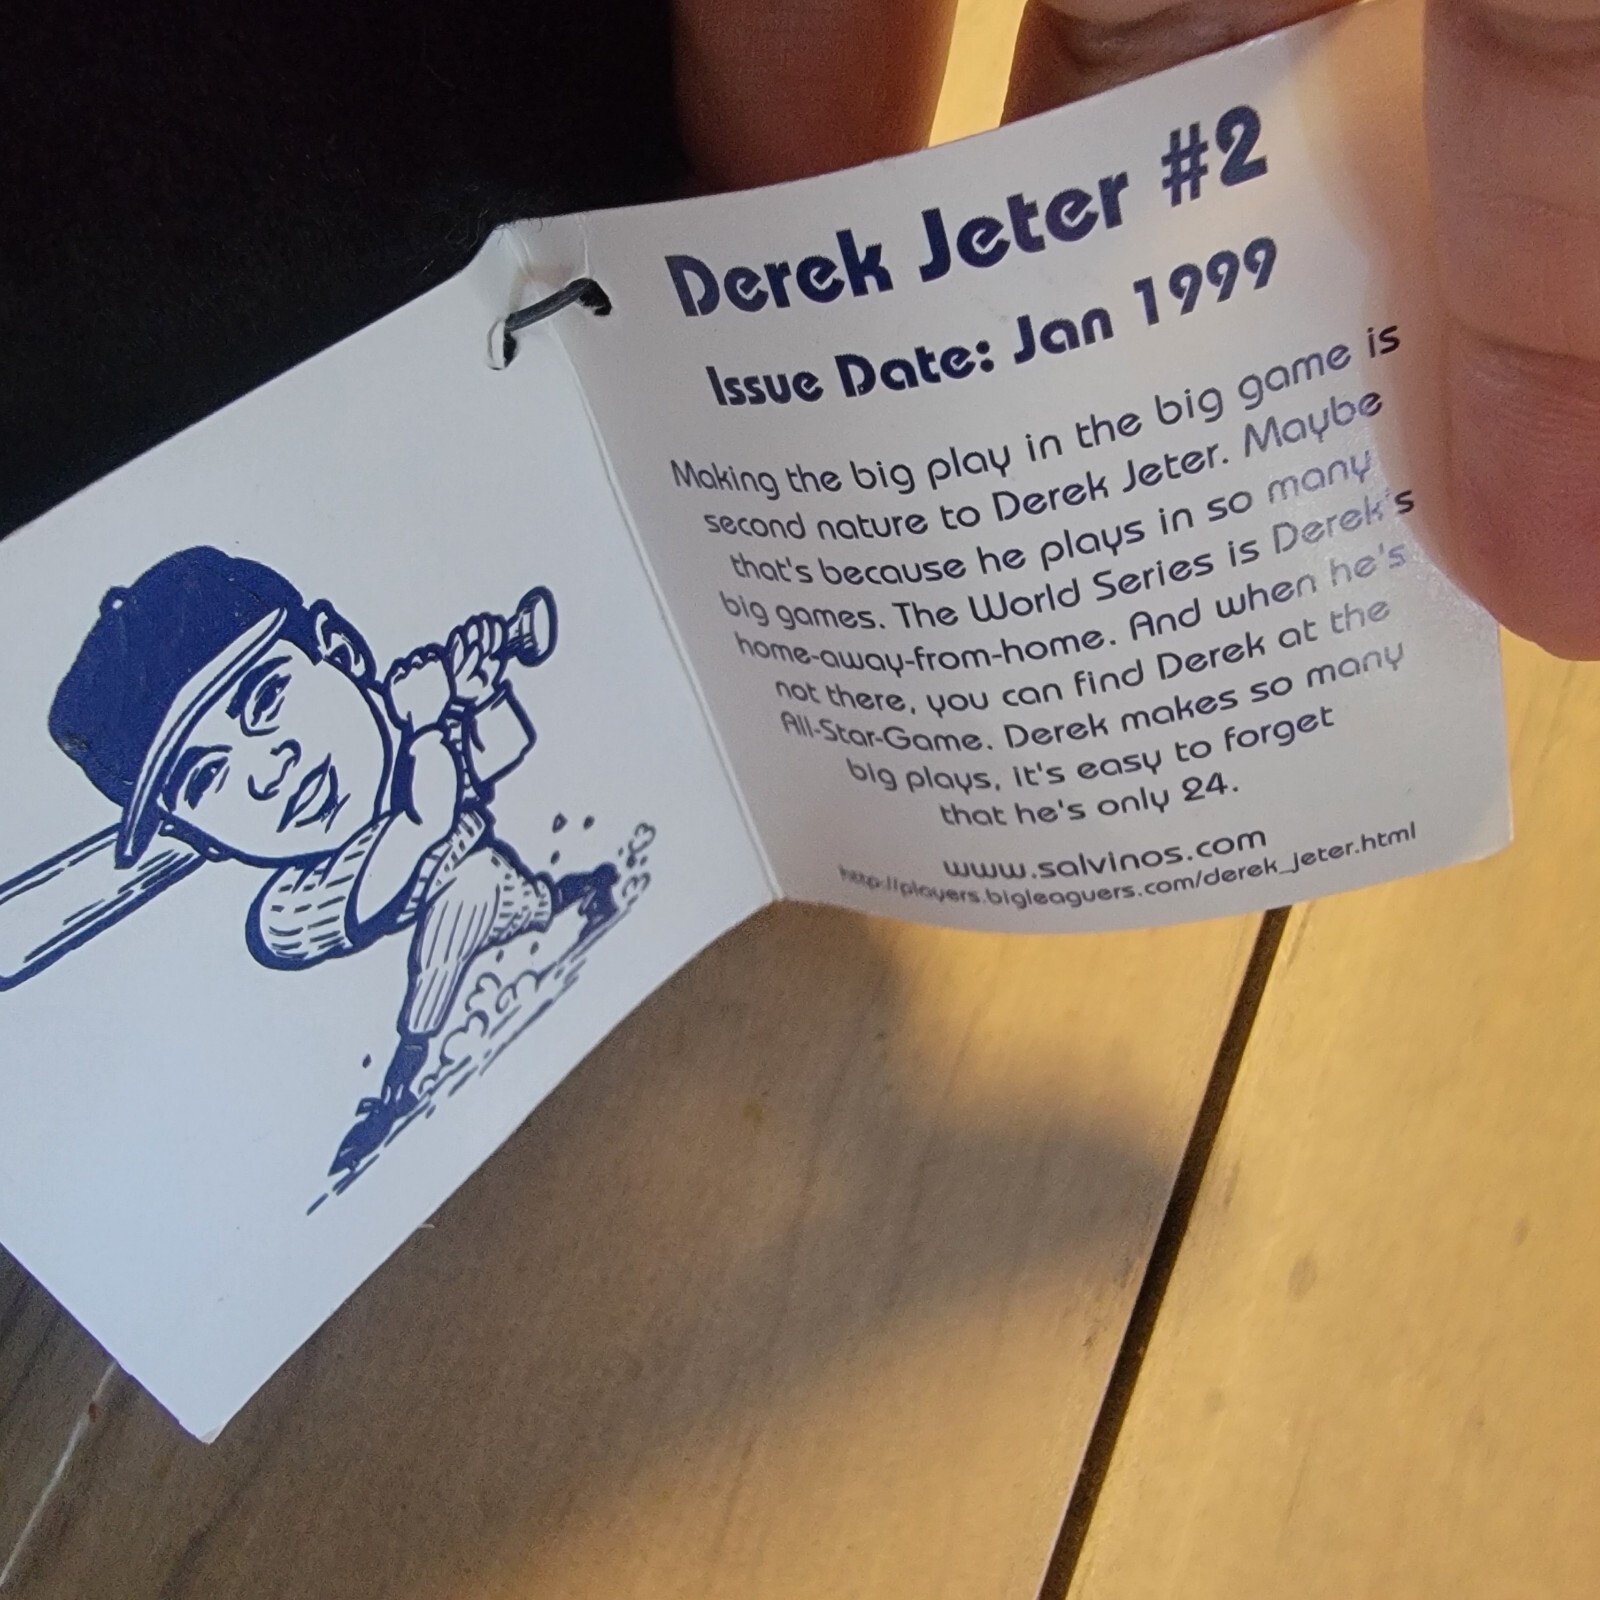 Derek Jeter #2
Issue Date: Jan 1999
Making the big play in the big game is
second nature to Derek Jeter. Maybe
that's because he plays in so many
big games. The World Series is Derek's
home-away-from-home. And when he's
not there, you can find Derek at the
All-Star-Game. Derek makes so many
big plays, it's easy to forget
that he's only 24.
www.salvinos.com
http://players.bigleaguers.com/derek_jeter.html